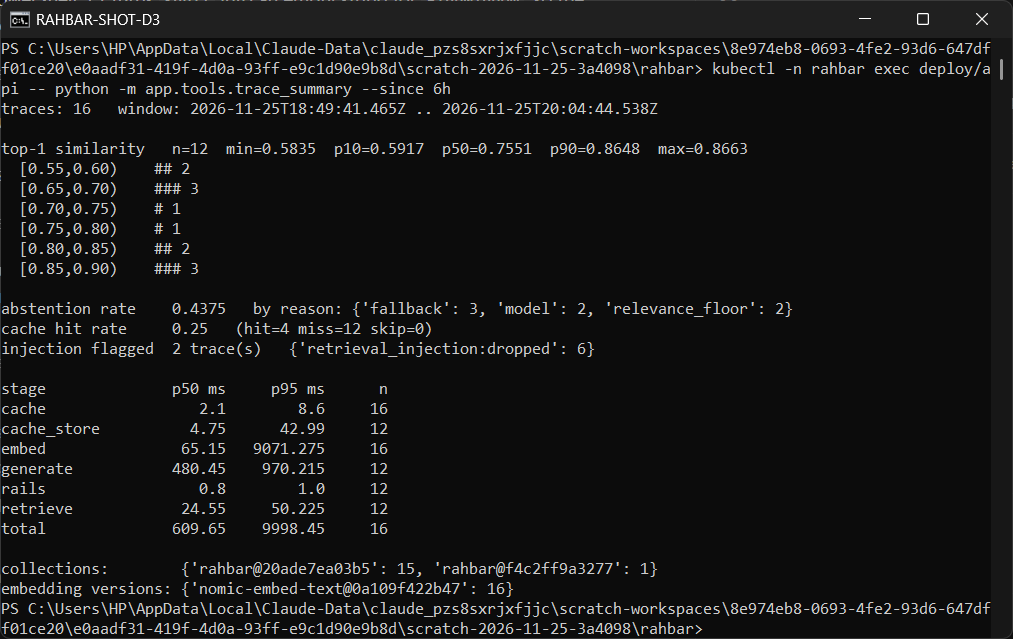 RAHBAR-SHOT-D3
PS C:\Users\HP\AppData\Local\Claude-Data\claude_pzs8sxrjxfjjc\scratch-workspaces\8e974eb8-0693-4fe2-93d6-647df
f01ce20\e0aadf31-419f-4d0a-93ff-e9c1d90e9b8d\scratch-2026-11-25-3a4098\rahbar> kubectl -n rahbar exec deploy/a
pi -- python -m app.tools.trace_summary --since 6h
traces: 16   window: 2026-11-25T18:49:41.465Z .. 2026-11-25T20:04:44.538Z
top-1 similarity   n=12  min=0.5835  p10=0.5917  p50=0.7551  p90=0.8648  max=0.8663
[0.55,0.60)    ## 2
[0.65,0.70)    ### 3
[0.70,0.75)    # 1
[0.75,0.80)    # 1
[0.80,0.85)    ## 2
[0.85,0.90)    ### 3
abstention rate    0.4375   by reason: {'fallback': 3, 'model': 2, 'relevance_floor': 2}
cache hit rate     0.25   (hit=4 miss=12 skip=0)
injection flagged  2 trace(s)   {'retrieval_injection:dropped': 6}
stage              p50 ms     p95 ms      n
cache                 2.1        8.6     16
cache_store          4.75      42.99     12
embed               65.15   9071.275     16
generate           480.45    970.215     12
rails                 0.8        1.0     12
retrieve            24.55     50.225     12
total              609.65    9998.45     16
collections:        {'rahbar@20ade7ea03b5': 15, 'rahbar@f4c2ff9a3277': 1}
embedding versions: {'nomic-embed-text@0a109f422b47': 16}
PS C:\Users\HP\AppData\Local\Claude-Data\claude_pzs8sxrjxfjjc\scratch-workspaces\8e974eb8-0693-4fe2-93d6-647df
f01ce20\e0aadf31-419f-4d0a-93ff-e9c1d90e9b8d\scratch-2026-11-25-3a4098\rahbar>